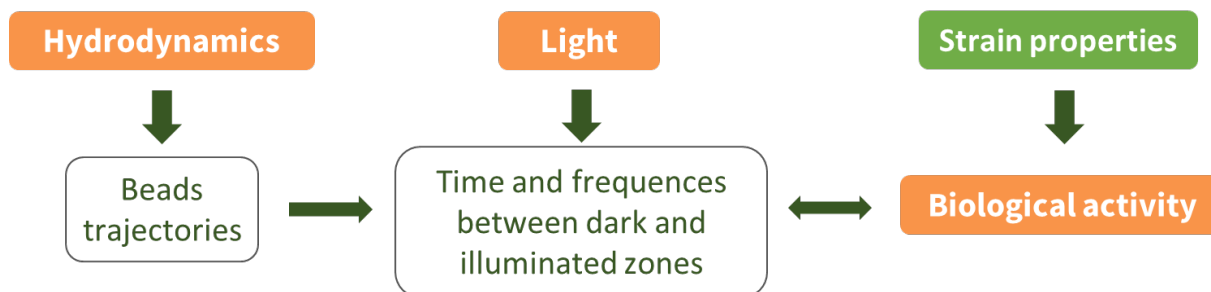 Hydrodynamics
Light
Strain properties
Beads
trajectories
Time and frequences
between dark and
illuminated zones
Biological activity